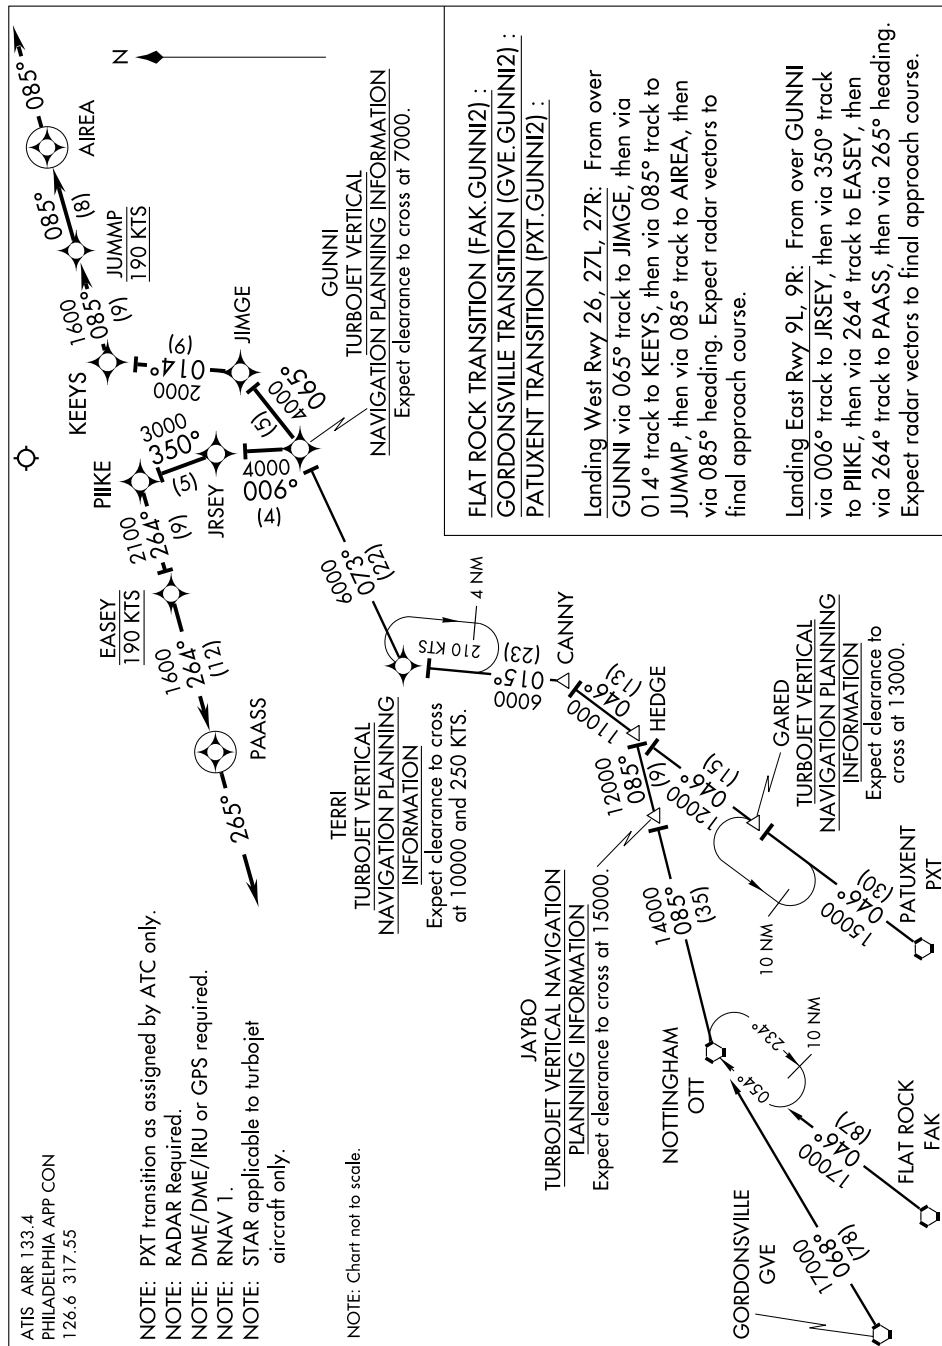 ATIS ARR 133.4
PHILADELPHIA APP CON
126.6 317.55
NOTE: PXT transition as assigned by ATC only.
NOTE: RADAR Required.
NOTE: DME/DME/IRU or GPS required.
NOTE: RNAV 1.
NOTE: STAR applicable to turbojet
aircraft only.
NOTE: Chart not to scale.
265°
PAASS
1600
264°
(12)
EASEY
190 KTS
2100
264°
(9)
PIIKE
3000
350°
(5)
JRSEY
4000
006°
(4)
KEEYS
1600
085°
(9)
JUMMP
190 KTS
085°
(8)
AIREA
085°
N
2000
014°
(9)
JIMGE
4000
065°
(5)
GUNNI
TURBOJET VERTICAL
NAVIGATION PLANNING INFORMATION
Expect clearance to cross at 7000.
6000
073°
(22)
TERRI
TURBOJET VERTICAL
NAVIGATION PLANNING
INFORMATION
Expect clearance to cross
at 10000 and 250 KTS.
210 KTS
4 NM
6000
015°
(23)
CANNY
11000
046°
(13)
HEDGE
12000
085°
(9)
JAYBO
TURBOJET VERTICAL NAVIGATION
PLANNING INFORMATION
Expect clearance to cross at 15000.
14000
085°
(35)
NOTTINGHAM
OTT
054°
234°
10 NM
12000
046°
(15)
GARED
TURBOJET VERTICAL
NAVIGATION PLANNING
INFORMATION
Expect clearance to
cross at 13000.
10 NM
15000
046°
(30)
PATUXENT
PXT
17000
046°
(87)
FLAT ROCK
FAK
17000
068°
(78)
GORDONSVILLE
GVE
FLAT ROCK TRANSITION (FAK.GUNNI2) :
GORDONSVILLE TRANSITION (GVE.GUNNI2) :
PATUXENT TRANSITION (PXT.GUNNI2) :
Landing West Rwy 26, 27L, 27R: From over
GUNNI via 065° track to JIMGE, then via
014° track to KEEYS, then via 085° track to
JUMMP, then via 085° track to AIREA, then
via 085° heading. Expect radar vectors to
final approach course.
Landing East Rwy 9L, 9R: From over GUNNI
via 006° track to JRSEY, then via 350° track
to PIIKE, then via 264° track to EASEY, then
via 264° track to PAASS, then via 265° heading.
Expect radar vectors to final approach course.